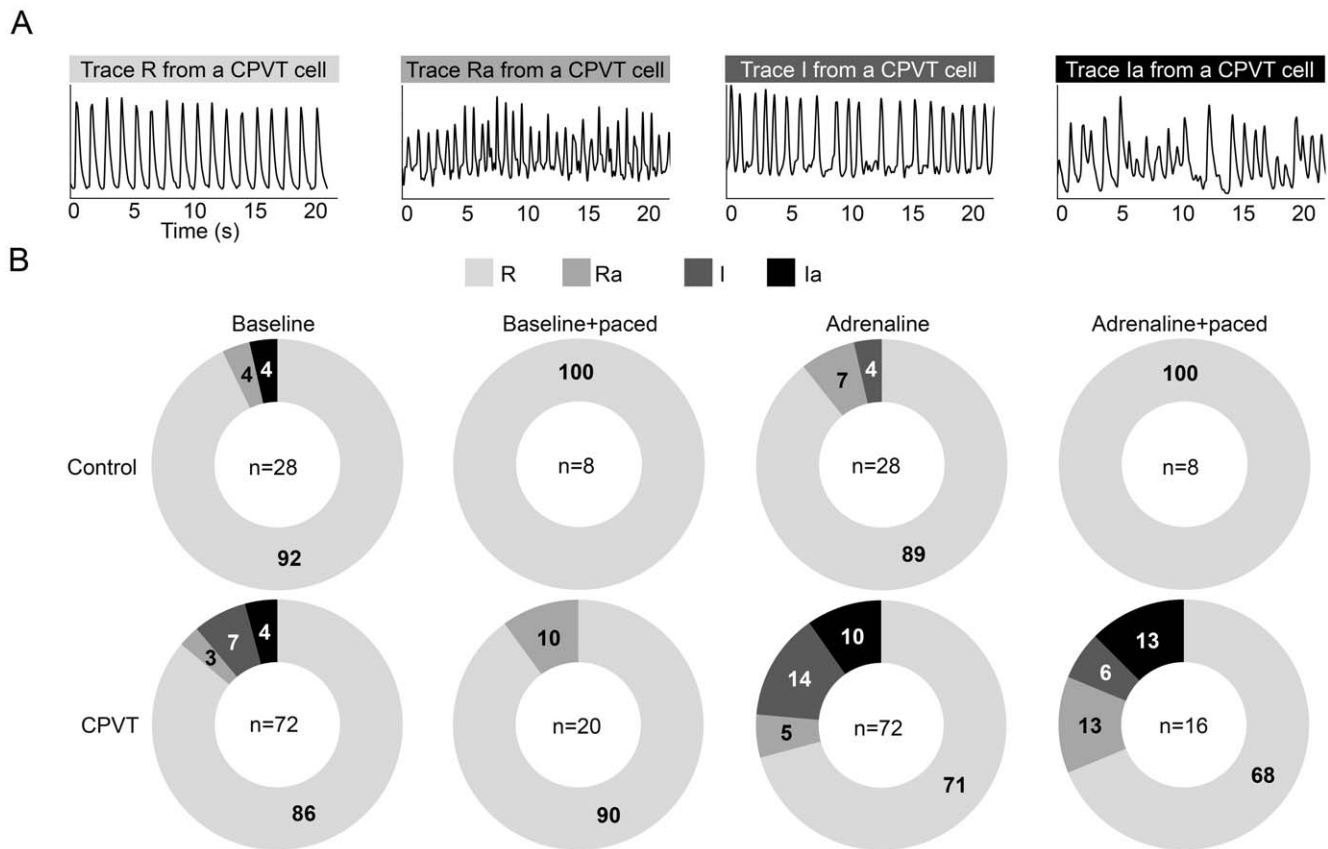 A
Trace R from a CPVT cell
Trace Ra from a CPVT cell
Trace I from a CPVT cell
Trace Ia from a CPVT cell
0 5 10 15 20
0 5 10 15 20
0 5 10 15 20
0 5 10 15 20
Time (s)
B
R Ra I Ia
Baseline Baseline+paced Adrenaline Adrenaline+paced
Control
4 4
n=28
92
100
n=8
7 4
n=28
89
100
n=8
CPVT
3 7 4
n=72
86
10
n=20
90
5 14 10
n=72
71
13 6 13
n=16
68